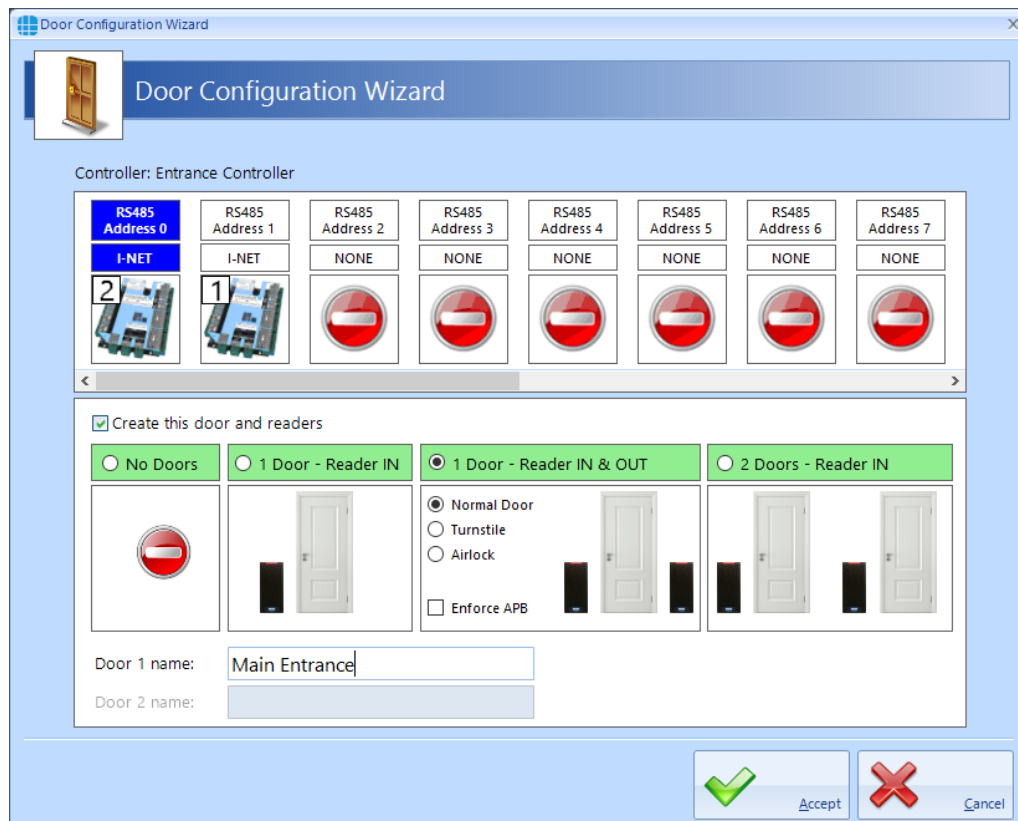 Door Configuration Wizard
Door Configuration Wizard
Controller: Entrance Controller
RS485 Address 0
RS485 Address 1
RS485 Address 2
RS485 Address 3
RS485 Address 4
RS485 Address 5
RS485 Address 6
RS485 Address 7
I-NET
I-NET
NONE
NONE
NONE
NONE
NONE
NONE
2
1
Create this door and readers
No Doors
1 Door - Reader IN
1 Door - Reader IN & OUT
2 Doors - Reader IN
Normal Door
Turnstile
Airlock
Enforce APB
Door 1 name:
Main Entrance
Door 2 name:
Accept
Cancel